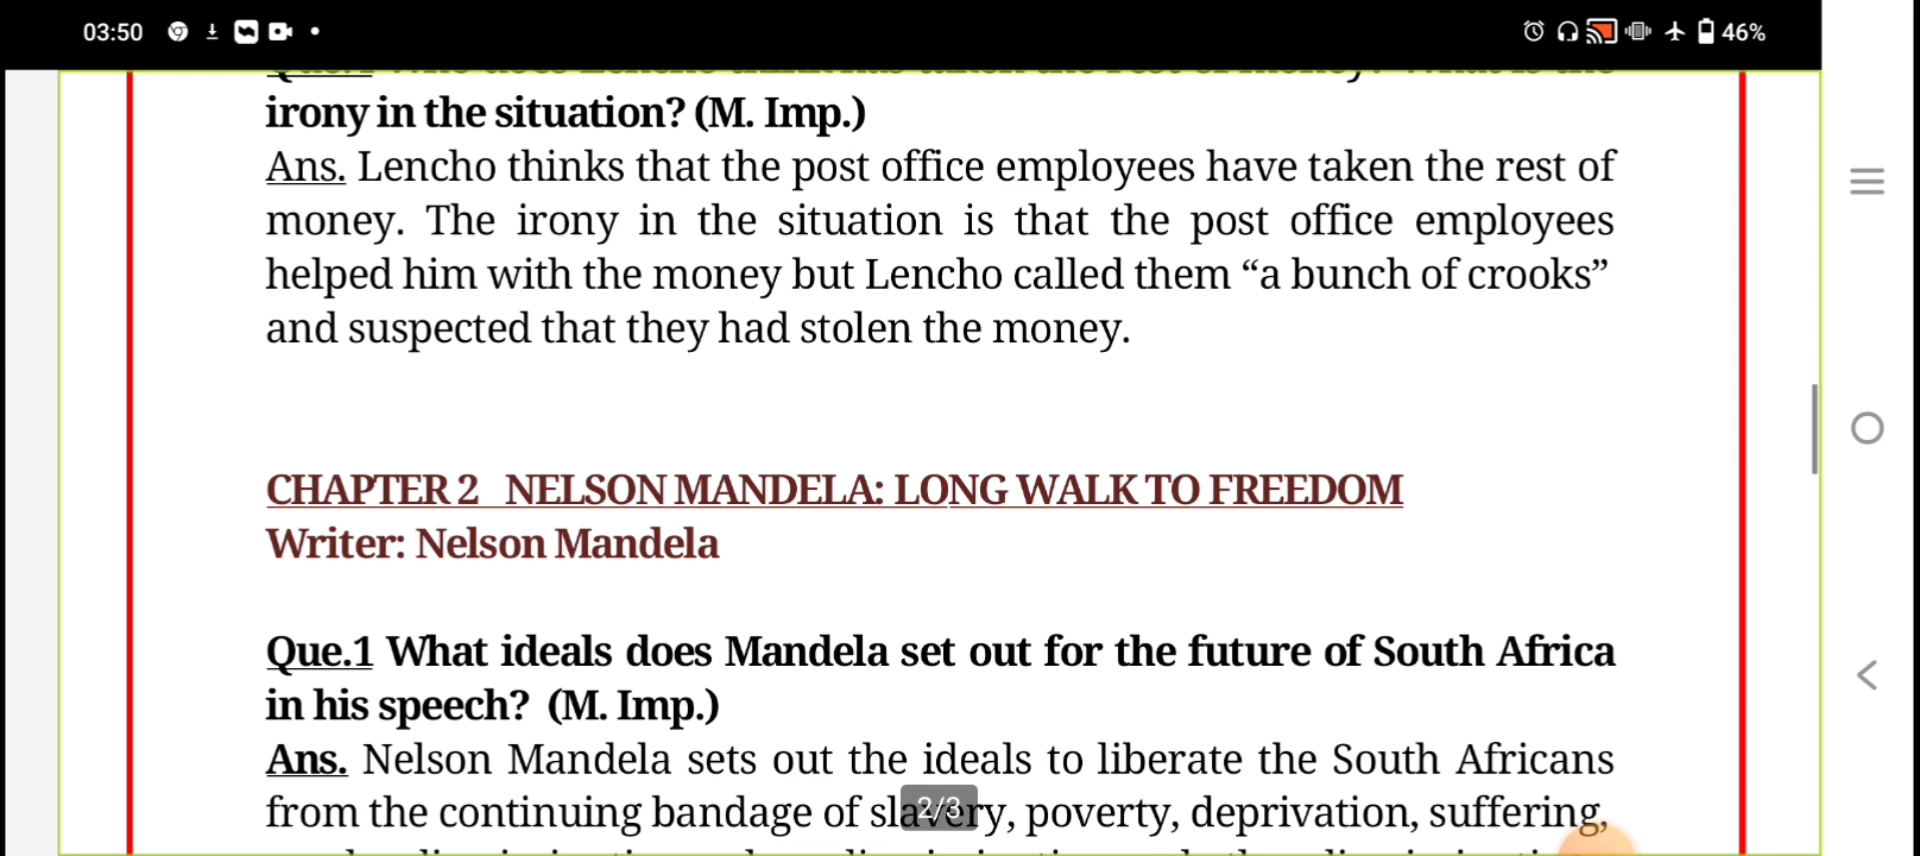 03:50
46%
irony in the situation? (M. Imp.)
Ans. Lencho thinks that the post office employees have taken the rest of
money. The irony in the situation is that the post office employees
helped him with the money but Lencho called them “a bunch of crooks”
and suspected that they had stolen the money.
CHAPTER 2 NELSON MANDELA: LONG WALK TO FREEDOM
Writer: Nelson Mandela
Que.1 What ideals does Mandela set out for the future of South Africa
in his speech? (M. Imp.)
Ans. Nelson Mandela sets out the ideals to liberate the South Africans
from the continuing bandage of slavery, poverty, deprivation, suffering,
2/3